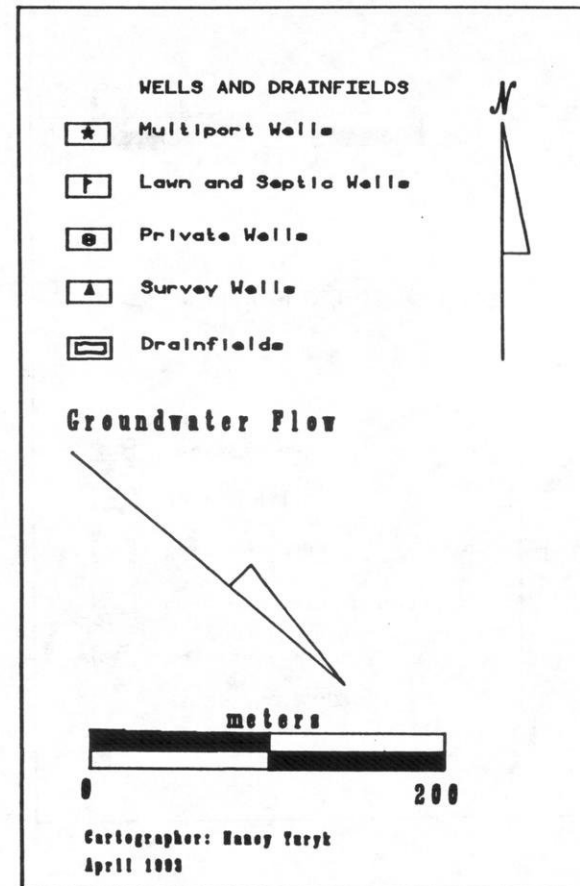 WELLS AND DRAINFIELDS
N
Multiport Wells
Lawn and Septic Wells
Private Wells
Survey Wells
Drainfields
Groundwater Flow
meters
0 200
Cartographer: Nancy Turyk
April 1993